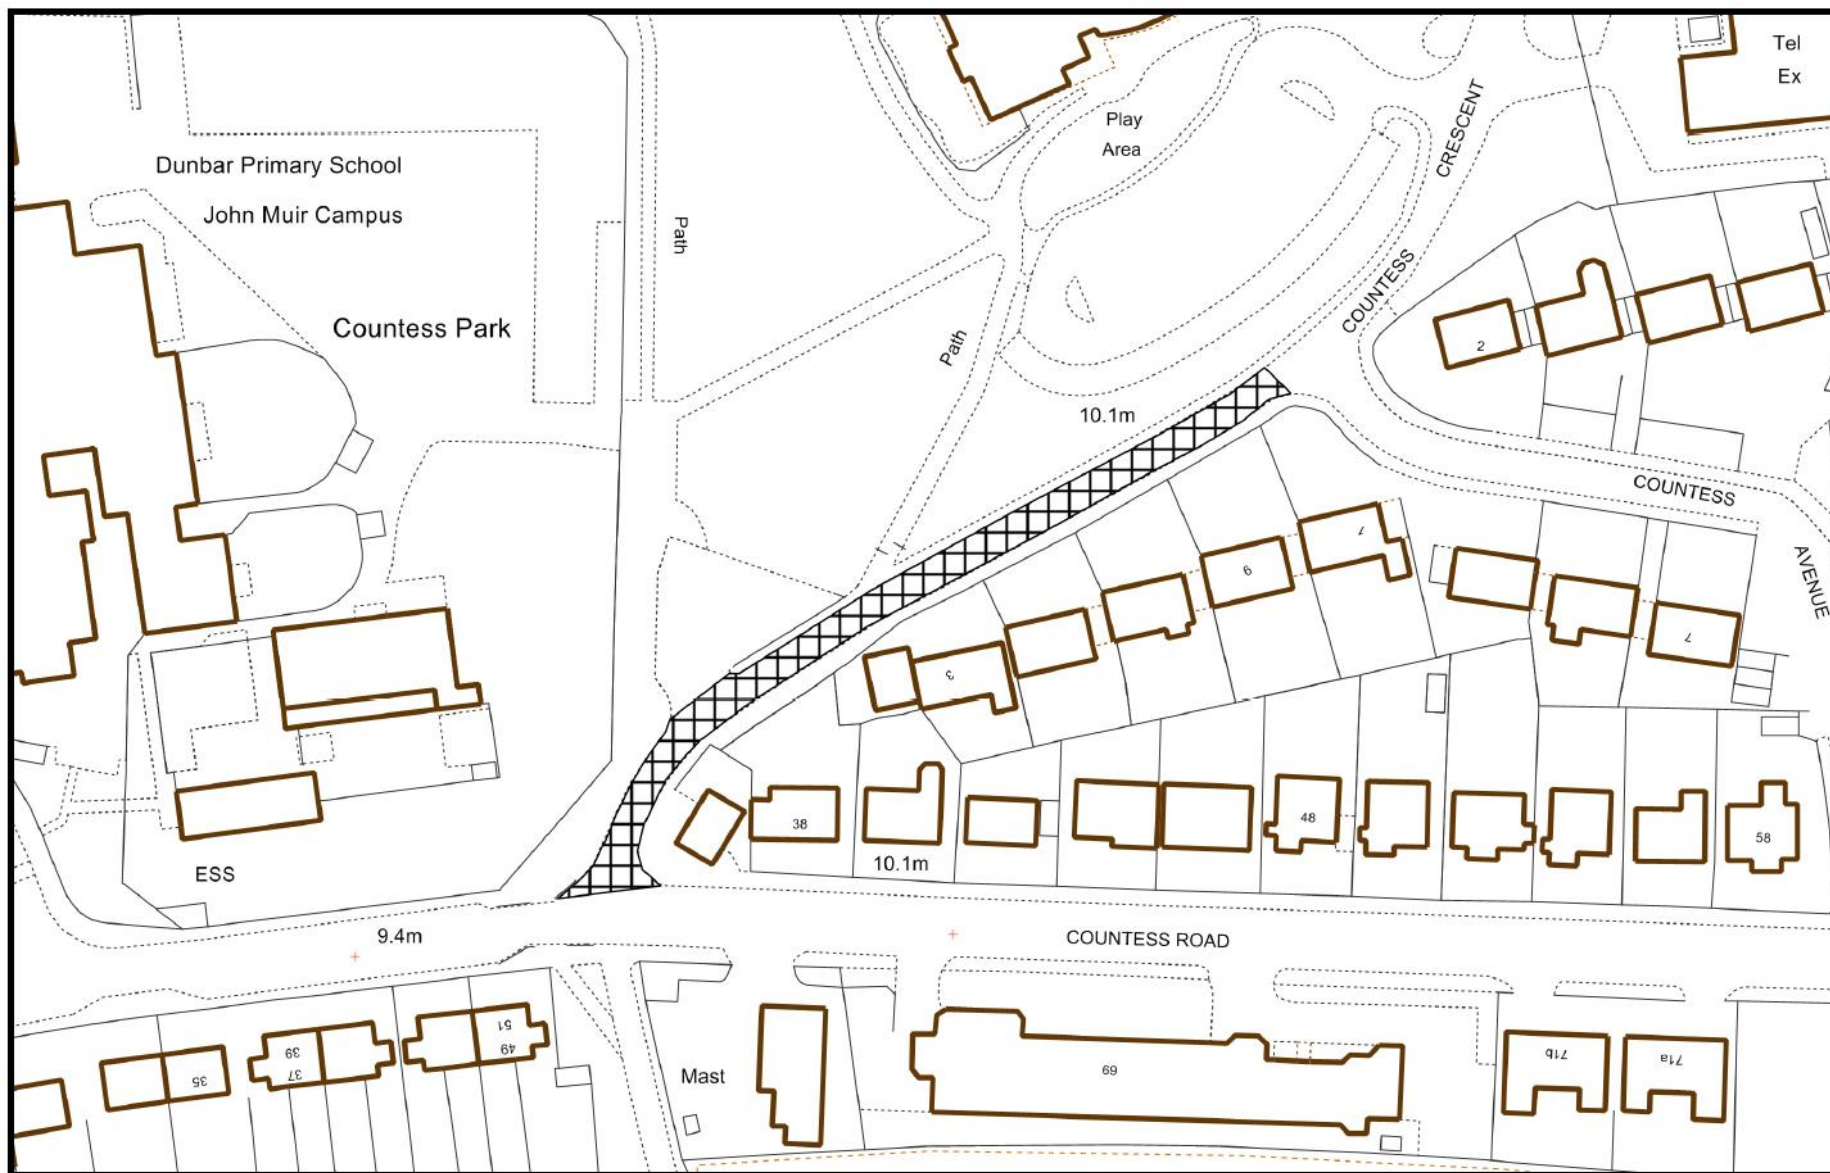 Tel
Ex
Play
Area
CRESCENT
Dunbar Primary School
John Muir Campus
Path
COUNTESS
Countess Park
Path
2
10.1m
COUNTESS
AVENUE
7
6
3
7
38
48
58
10.1m
ESS
9.4m
COUNTESS ROAD
51
49
39
37
35
Mast
69
71b
71a